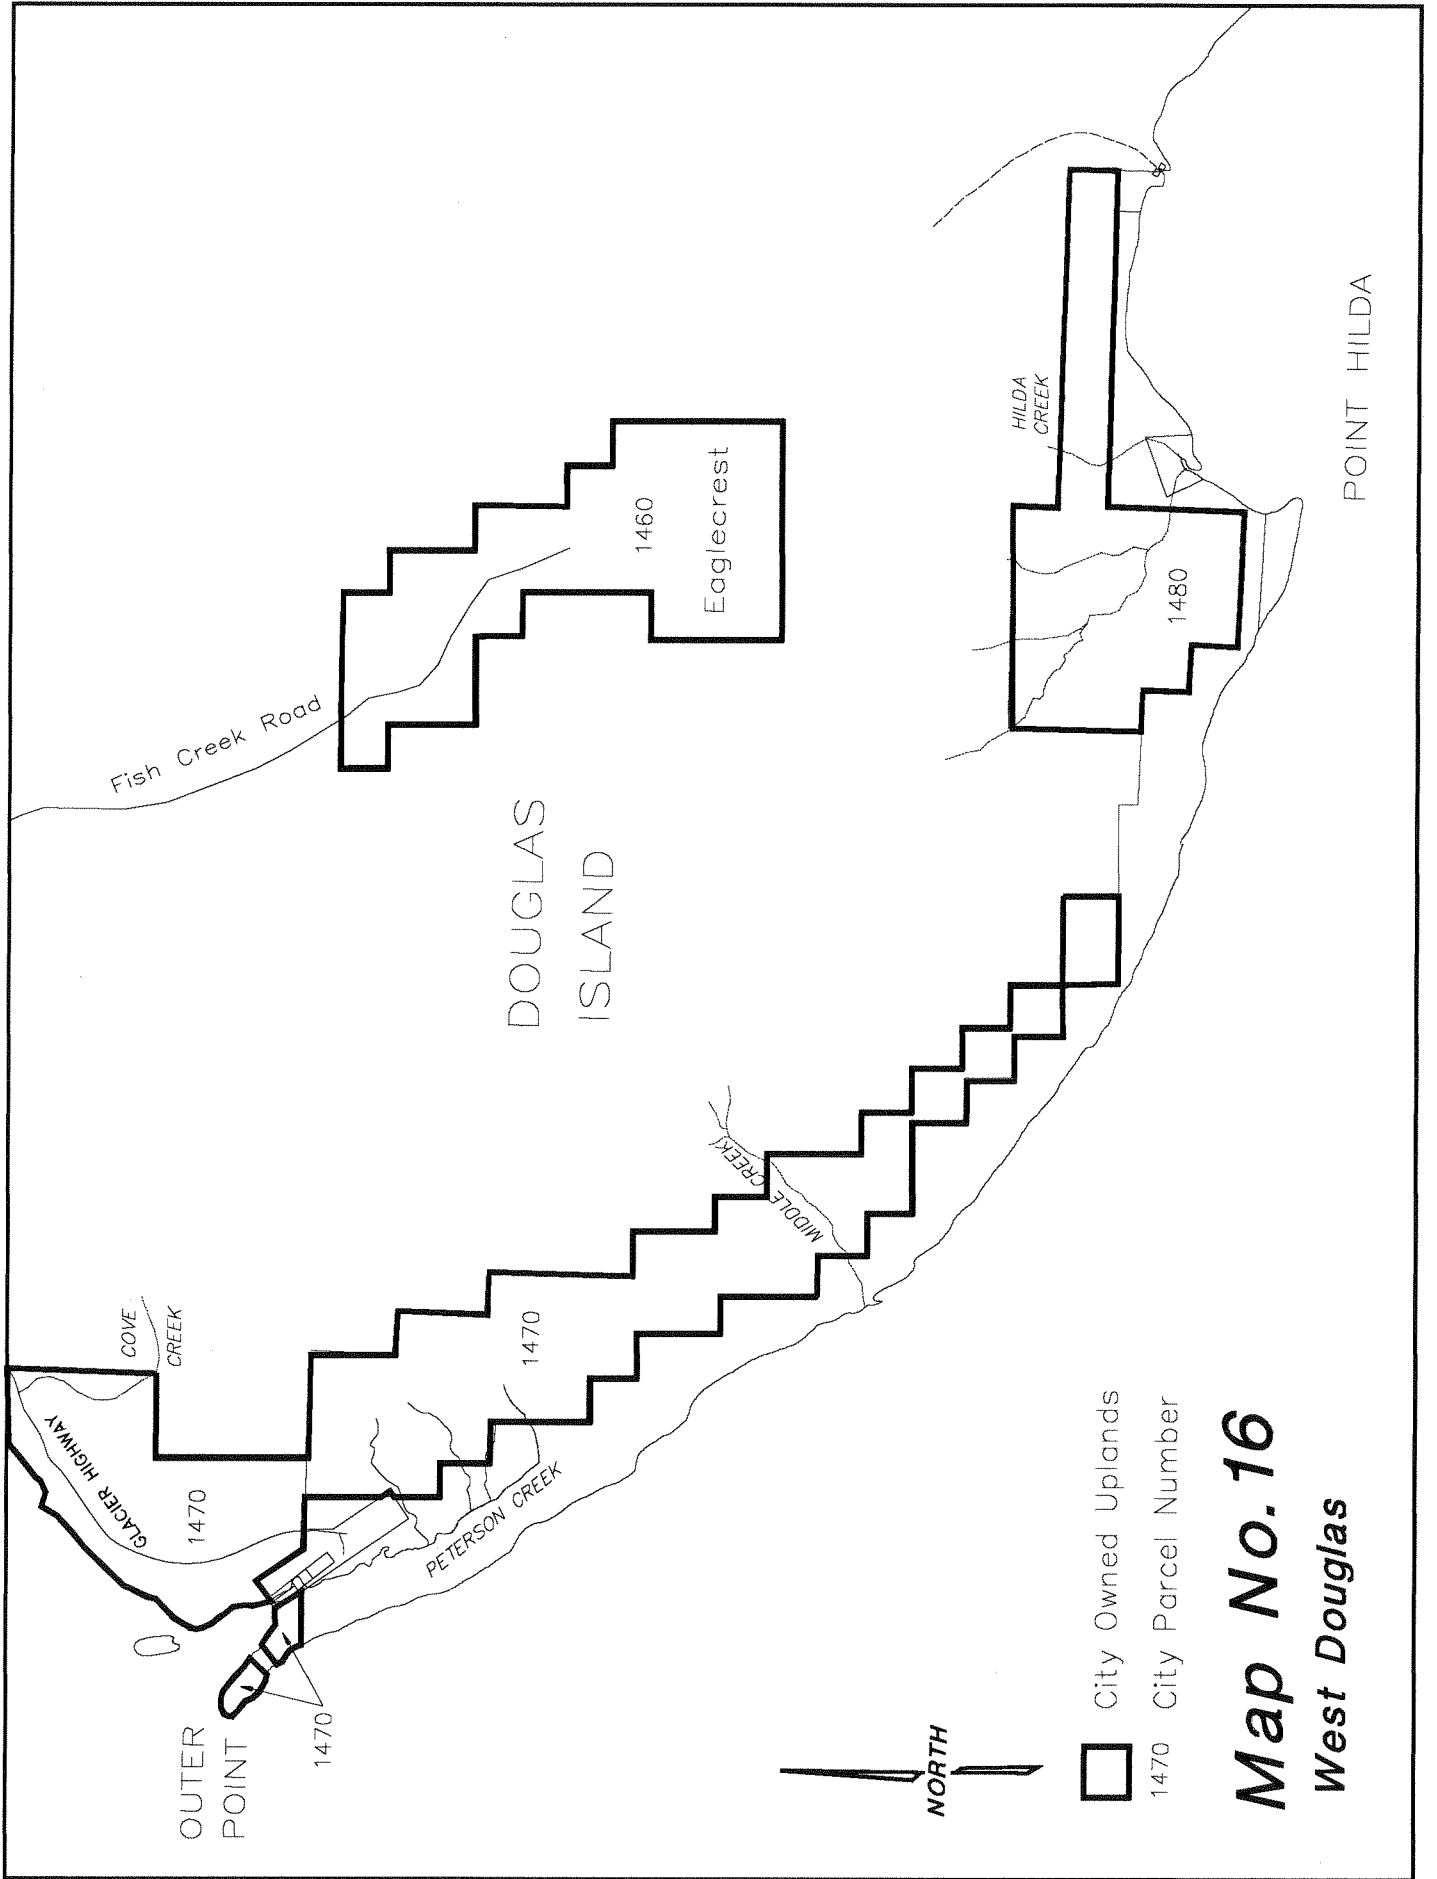 OUTER
POINT
1470
GLACIER HIGHWAY
1470
COVE
CREEK
1470
PETERSON CREEK
MIDDLE CREEK
DOUGLAS
ISLAND
Fish Creek Road
1460
Eaglecrest
HILDA
CREEK
1480
POINT HILDA
NORTH
City Owned Uplands
1470 City Parcel Number
Map No. 16
West Douglas